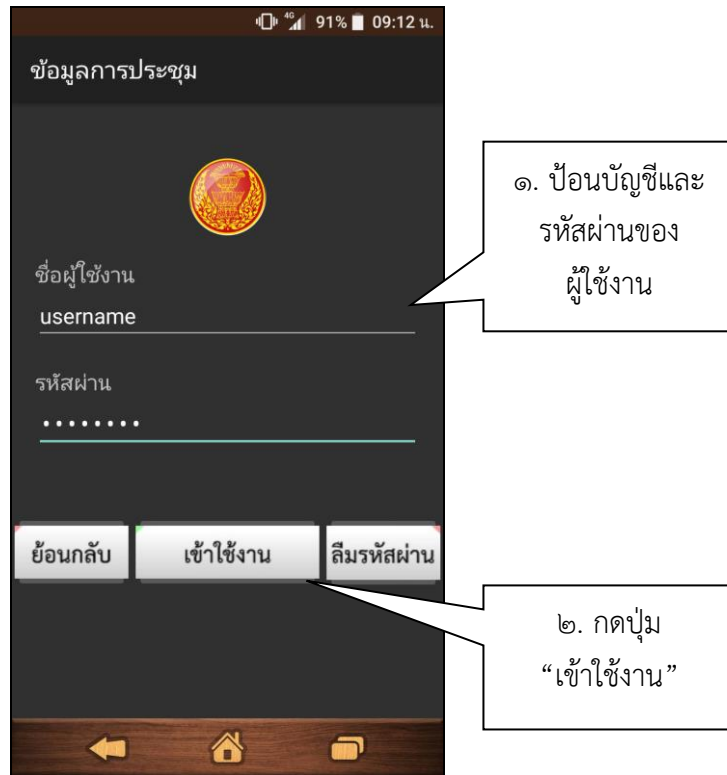 4G 91% 09:12 น.
ข้อมูลการประชุม
ชื่อผู้ใช้งาน
username
รหัสผ่าน
••••••••
ย้อนกลับ เข้าใช้งาน ลืมรหัสผ่าน
๑. ป้อนบัญชีและ
รหัสผ่านของ
ผู้ใช้งาน
๒. กดปุ่ม
“เข้าใช้งาน”